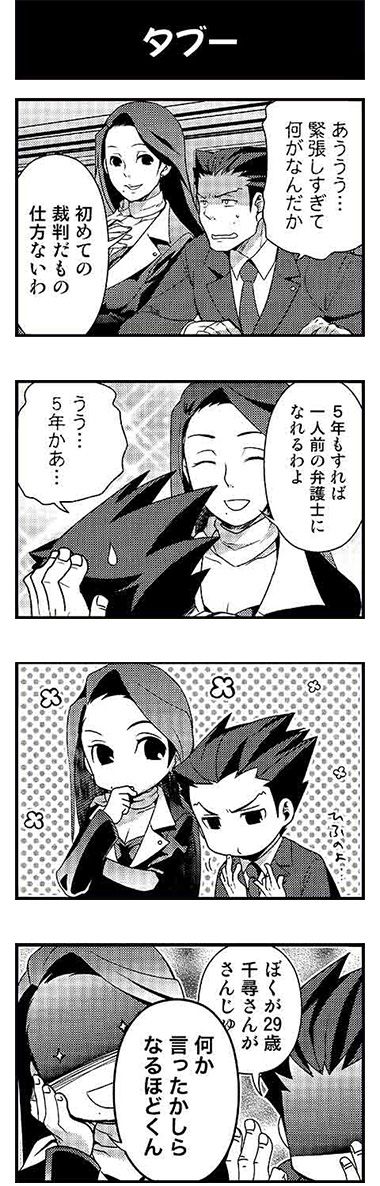 タブー
あううう…
緊張しすぎて
何がなんだか
初めての
裁判だもの
仕方ないわ
5年もすれば
一人前の弁護士に
なれるわよ
うう…
5年かあ…
ひふのよ…
ぼくが29歳
千尋さんが
さんじゅ
何か
言ったかしら
なるほどくん